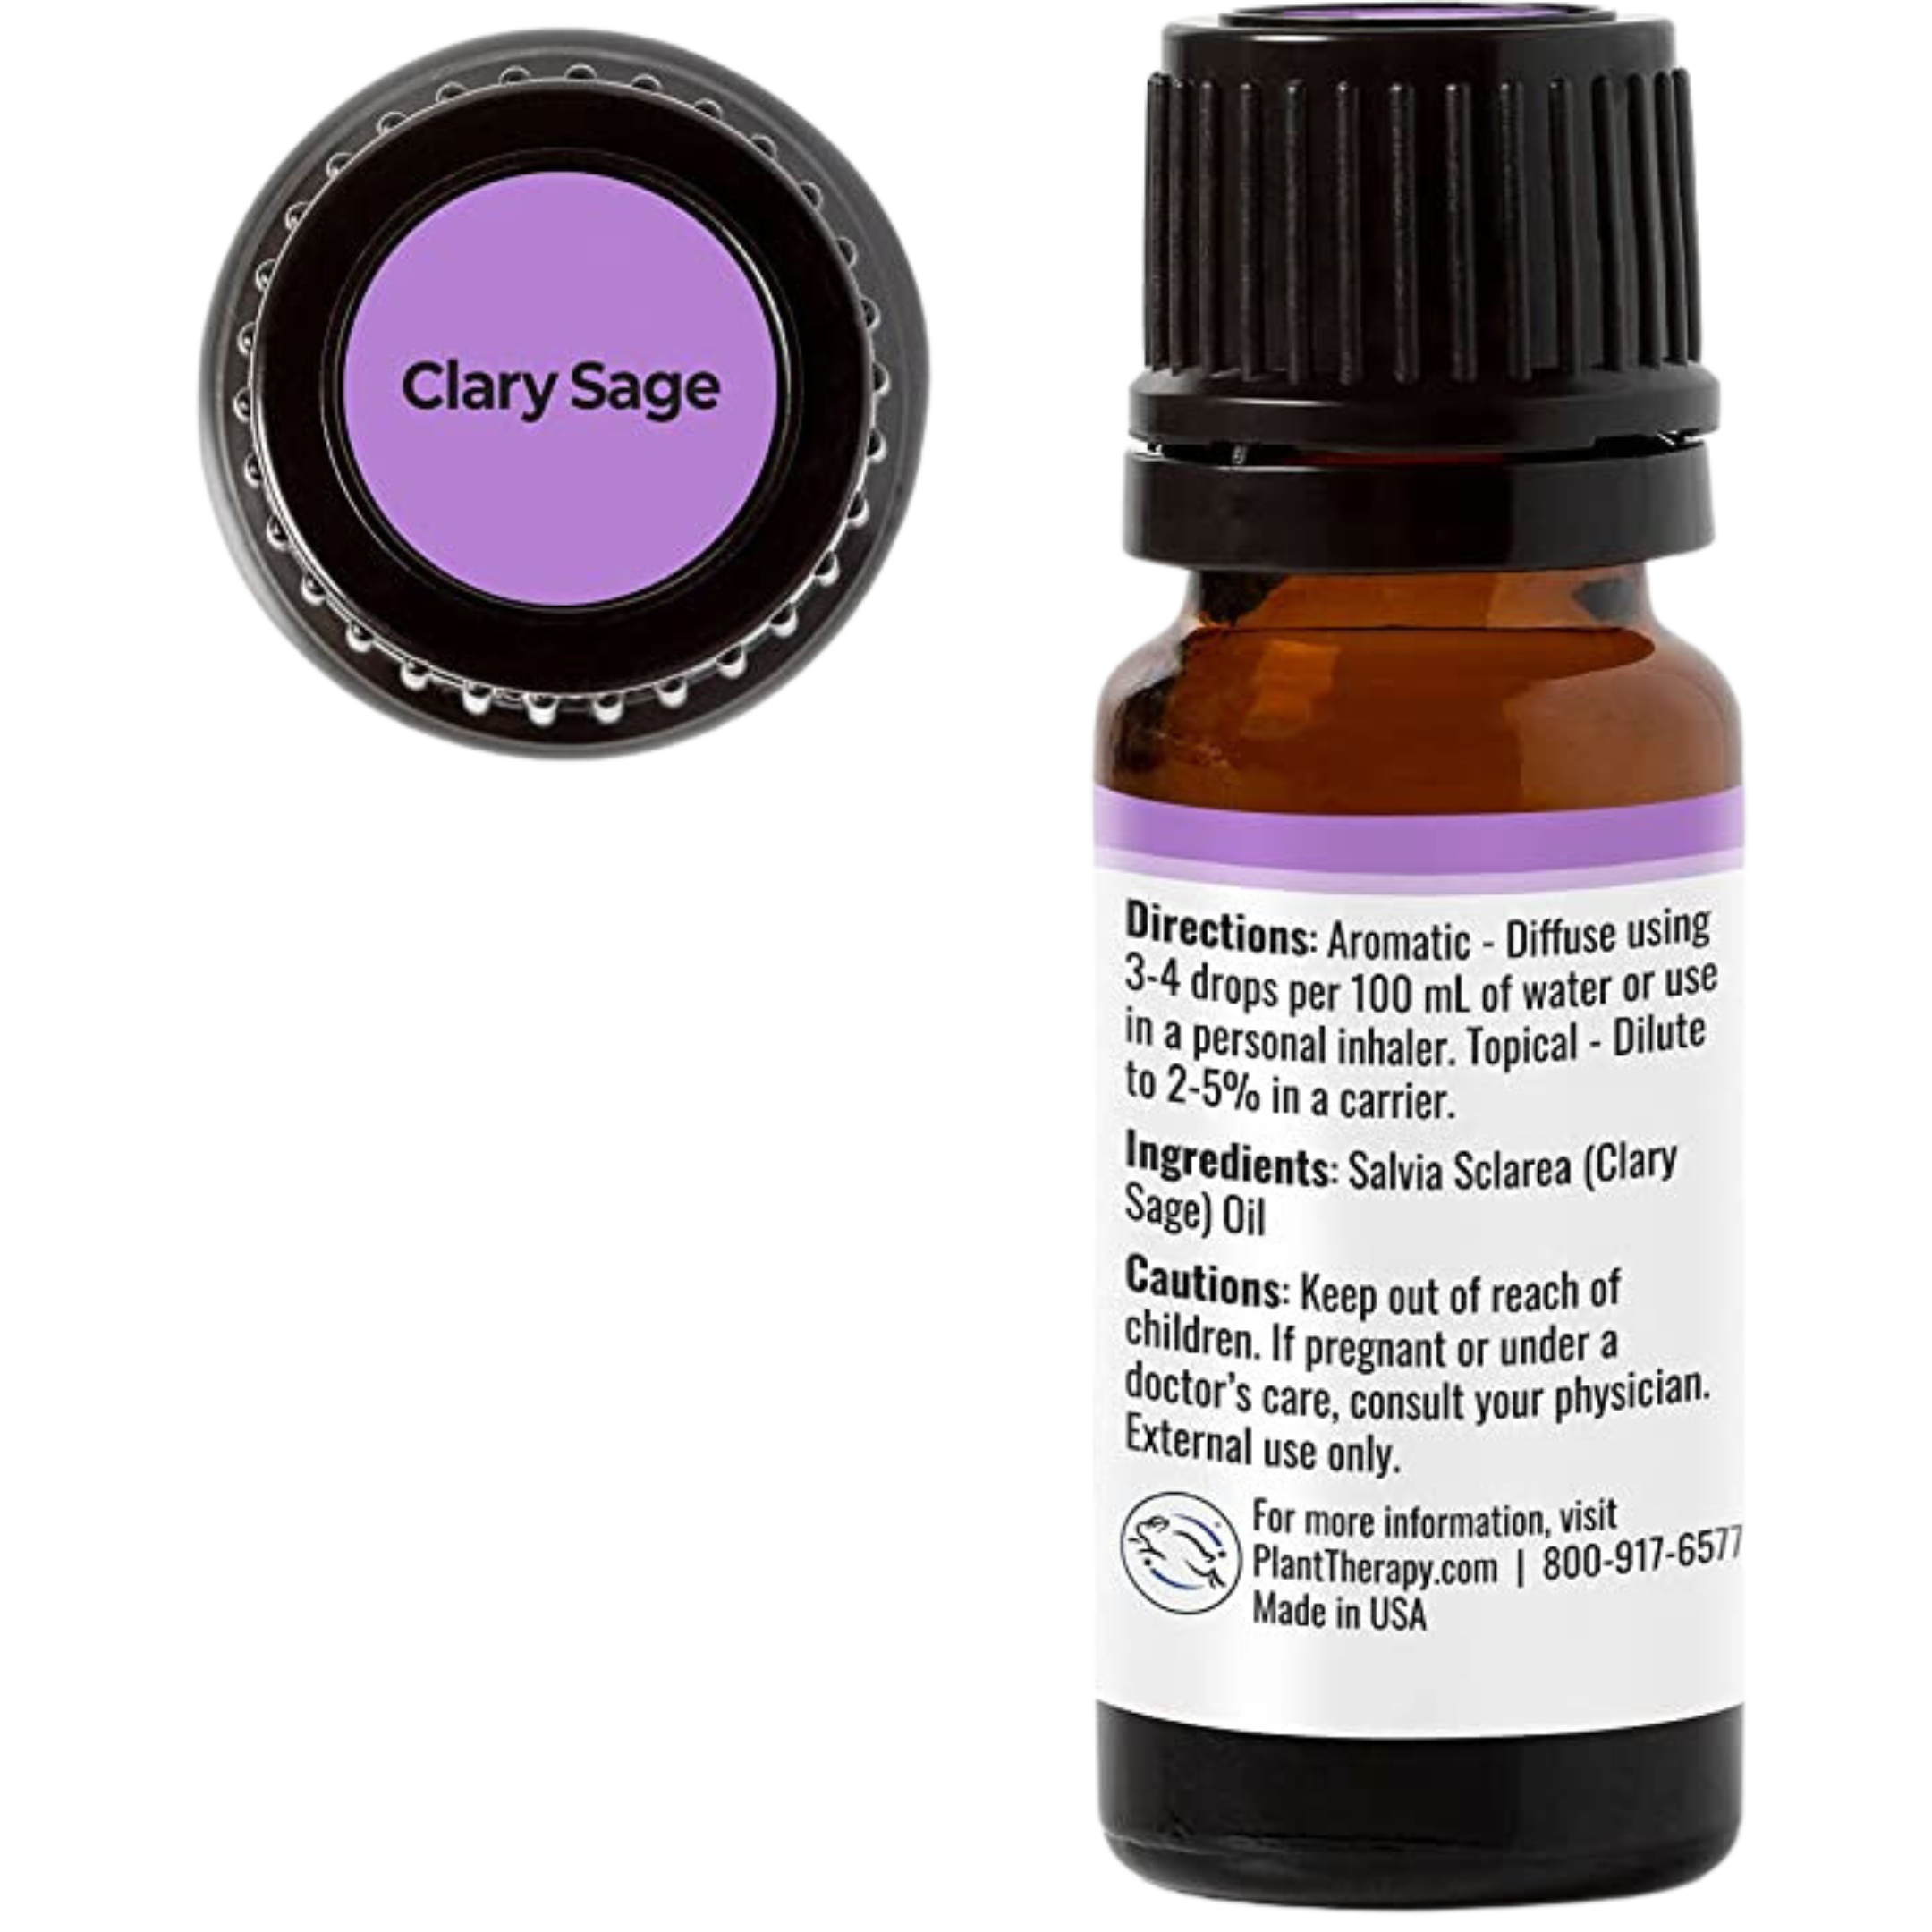 Clary Sage
Directions: Aromatic - Diffuse using
3-4 drops per 100 mL of water or use
in a personal inhaler. Topical - Dilute
to 2-5% in a carrier.
Ingredients: Salvia Sclarea (Clary
Sage) Oil
Cautions: Keep out of reach of
children. If pregnant or under a
doctor's care, consult your physician.
External use only.
For more information, visit
PlantTherapy.com | 800-917-6577
Made in USA